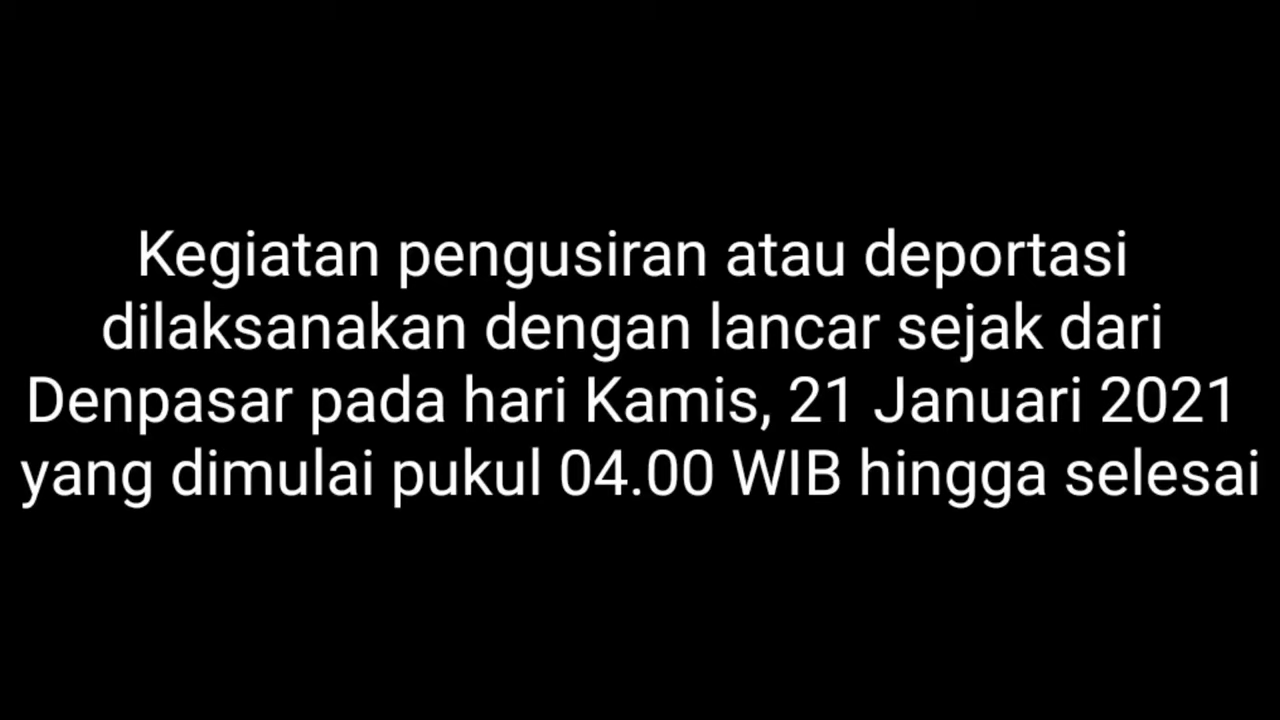 Kegiatan pengusiran atau deportasi
dilaksanakan dengan lancar sejak dari
Denpasar pada hari Kamis, 21 Januari 2021
yang dimulai pukul 04.00 WIB hingga selesai